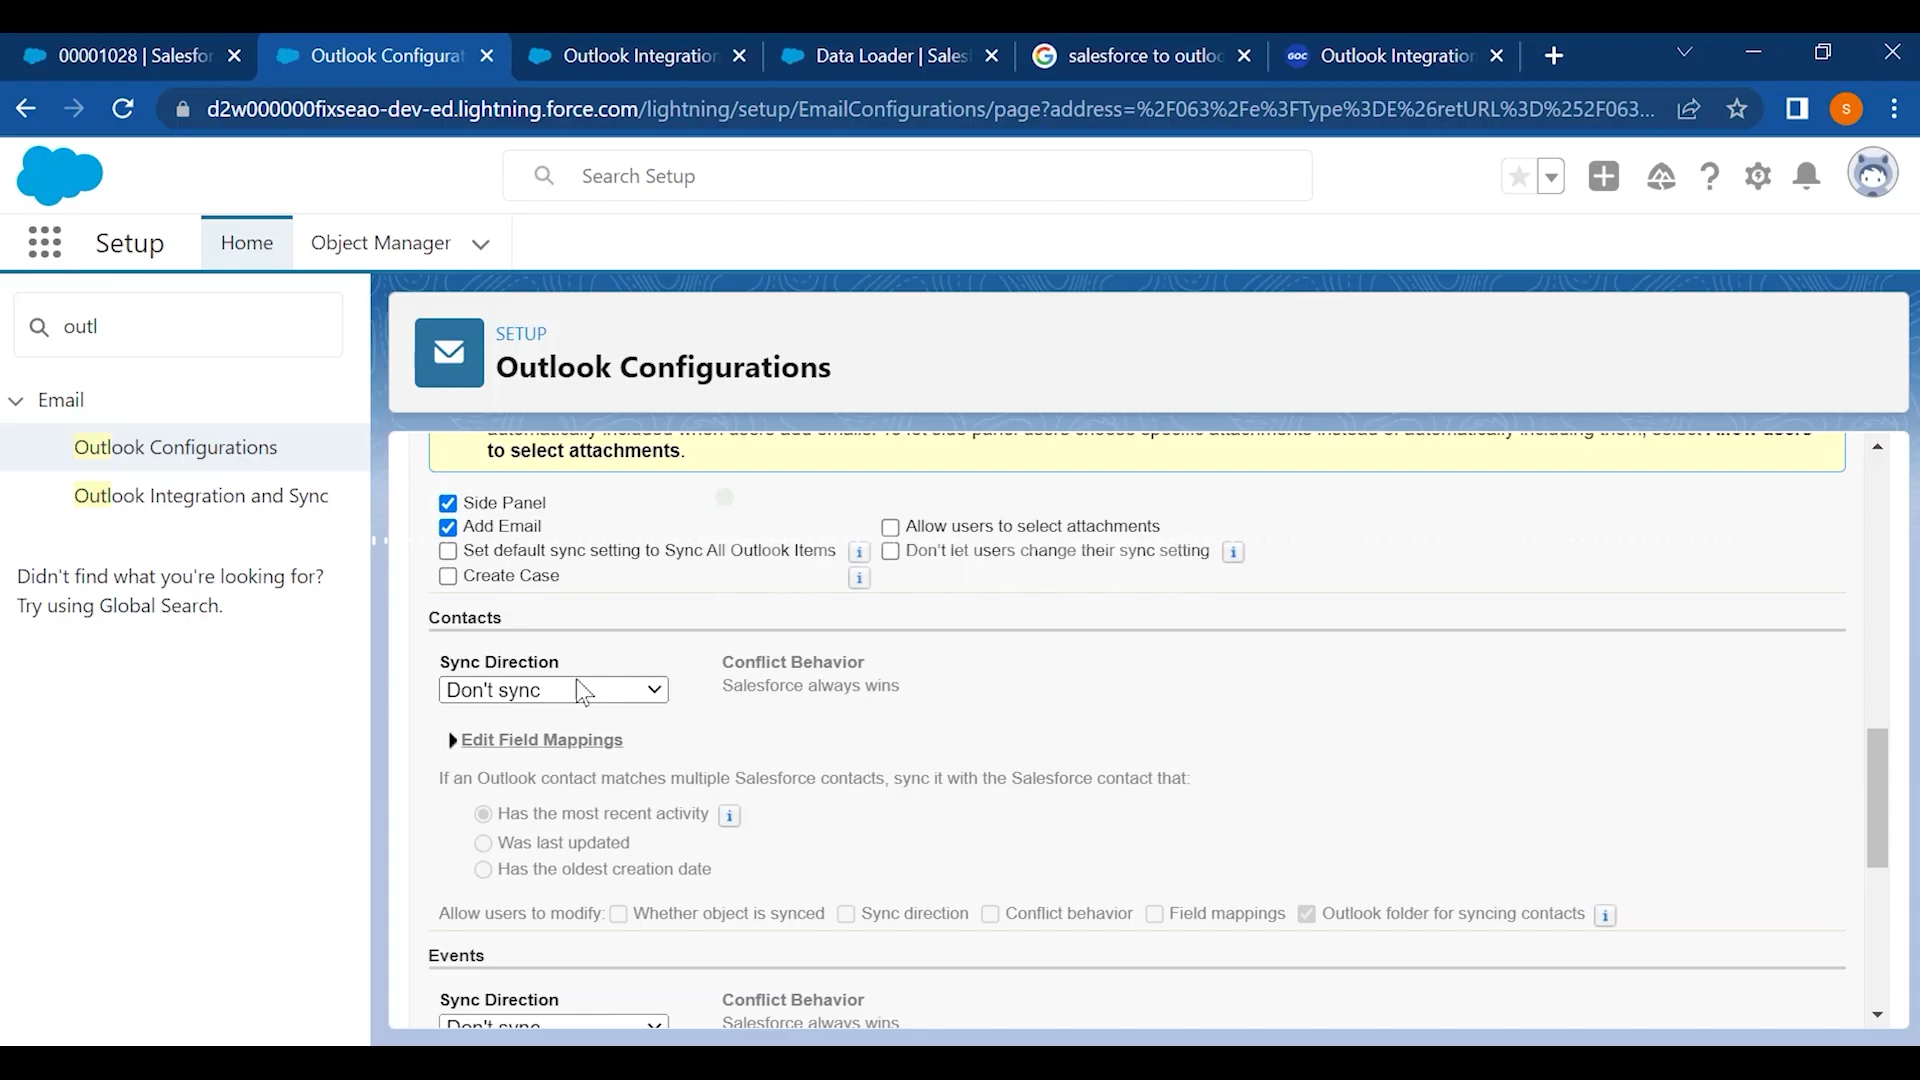 00001028 | Salesfor
Outlook Configurat
Outlook Integration
Data Loader | Sales
salesforce to outloo
GOC
Outlook Integration
d2w000000fixseao-dev-ed.lightning.force.com/lightning/setup/EmailConfigurations/page?address=%2F063%2Fe%3FType%3DE%26retURL%3D%252F063...
S
Search Setup
Setup
Home
Object Manager
outl
Email
Outlook Configurations
Outlook Integration and Sync
Didn't find what you're looking for?
Try using Global Search.
SETUP
Outlook Configurations
automatically included when users add emails. To let side panel users choose specific attachments instead of automatically including them, select Allow users
to select attachments.
Side Panel
Add Email
Allow users to select attachments
Set default sync setting to Sync All Outlook Items
Don't let users change their sync setting
Create Case
Contacts
Sync Direction
Conflict Behavior
Don't sync
Salesforce always wins
Edit Field Mappings
If an Outlook contact matches multiple Salesforce contacts, sync it with the Salesforce contact that:
Has the most recent activity
Was last updated
Has the oldest creation date
Allow users to modify: Whether object is synced Sync direction Conflict behavior Field mappings Outlook folder for syncing contacts
Events
Sync Direction
Conflict Behavior
Don't sync
Salesforce always wins